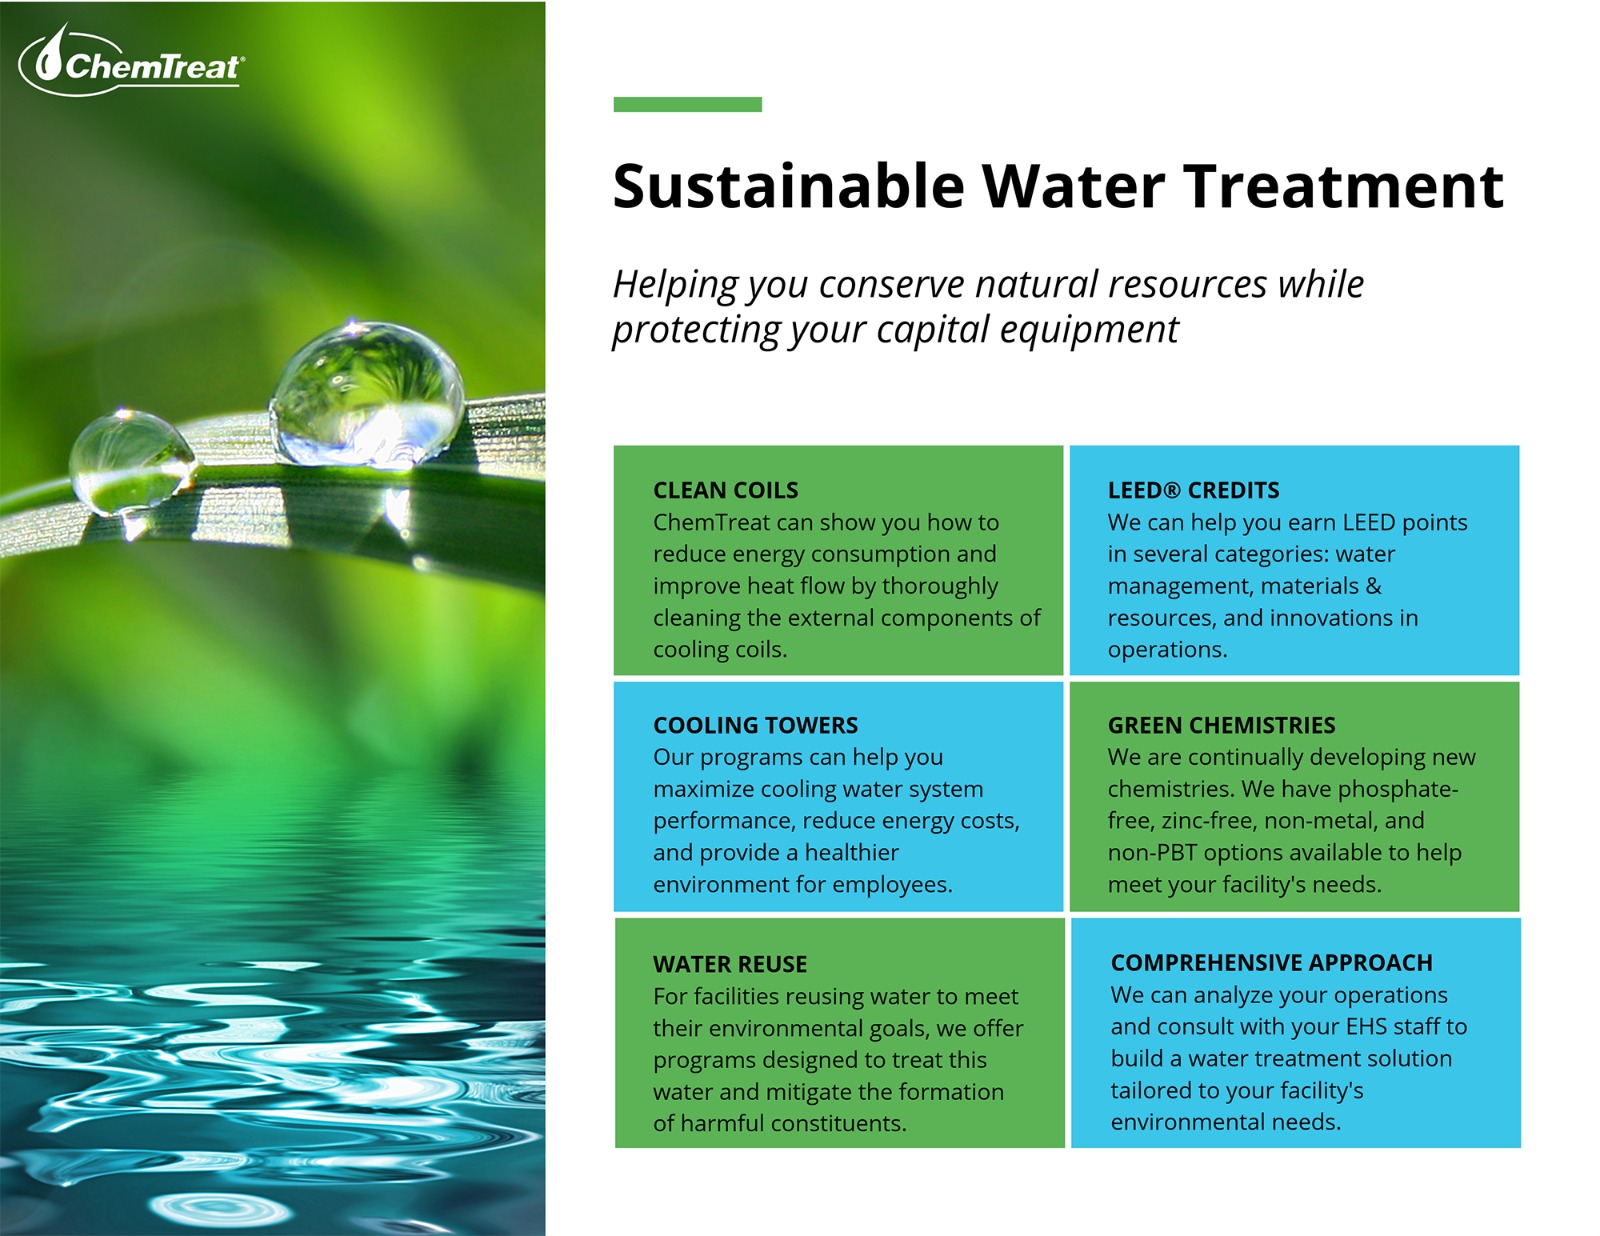 ChemTreat®
Sustainable Water Treatment
Helping you conserve natural resources while
protecting your capital equipment
CLEAN COILS
ChemTreat can show you how to
reduce energy consumption and
improve heat flow by thoroughly
cleaning the external components of
cooling coils.
LEED® CREDITS
We can help you earn LEED points
in several categories: water
management, materials &
resources, and innovations in
operations.
COOLING TOWERS
Our programs can help you
maximize cooling water system
performance, reduce energy costs,
and provide a healthier
environment for employees.
GREEN CHEMISTRIES
We are continually developing new
chemistries. We have phosphate-
free, zinc-free, non-metal, and
non-PBT options available to help
meet your facility's needs.
WATER REUSE
For facilities reusing water to meet
their environmental goals, we offer
programs designed to treat this
water and mitigate the formation
of harmful constituents.
COMPREHENSIVE APPROACH
We can analyze your operations
and consult with your EHS staff to
build a water treatment solution
tailored to your facility's
environmental needs.